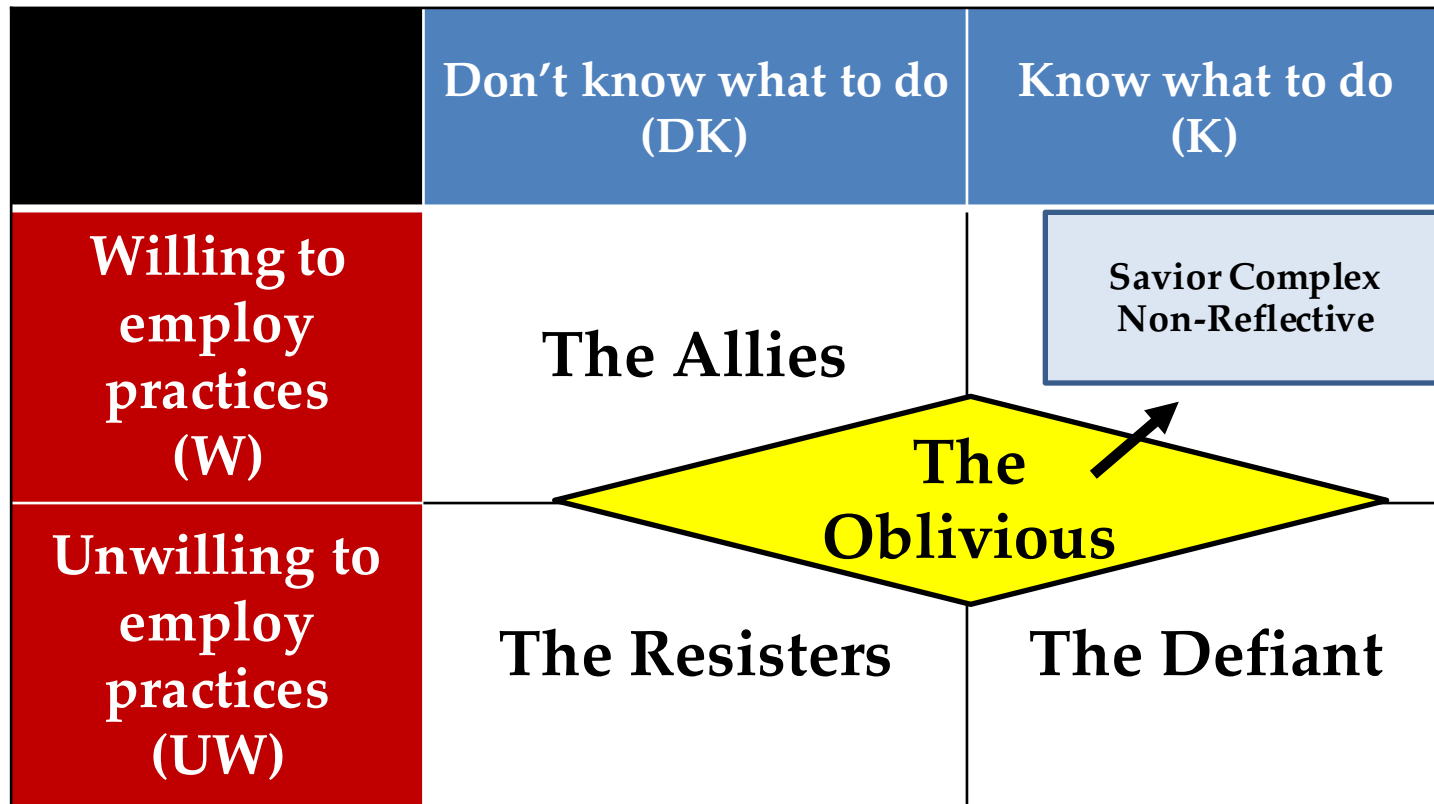 Don’t know what to do
(DK)
Know what to do
(K)
Willing to
employ
practices
(W)
The Allies
Savior Complex
Non-Reflective
The
Oblivious
Unwilling to
employ
practices
(UW)
The Resisters
The Defiant